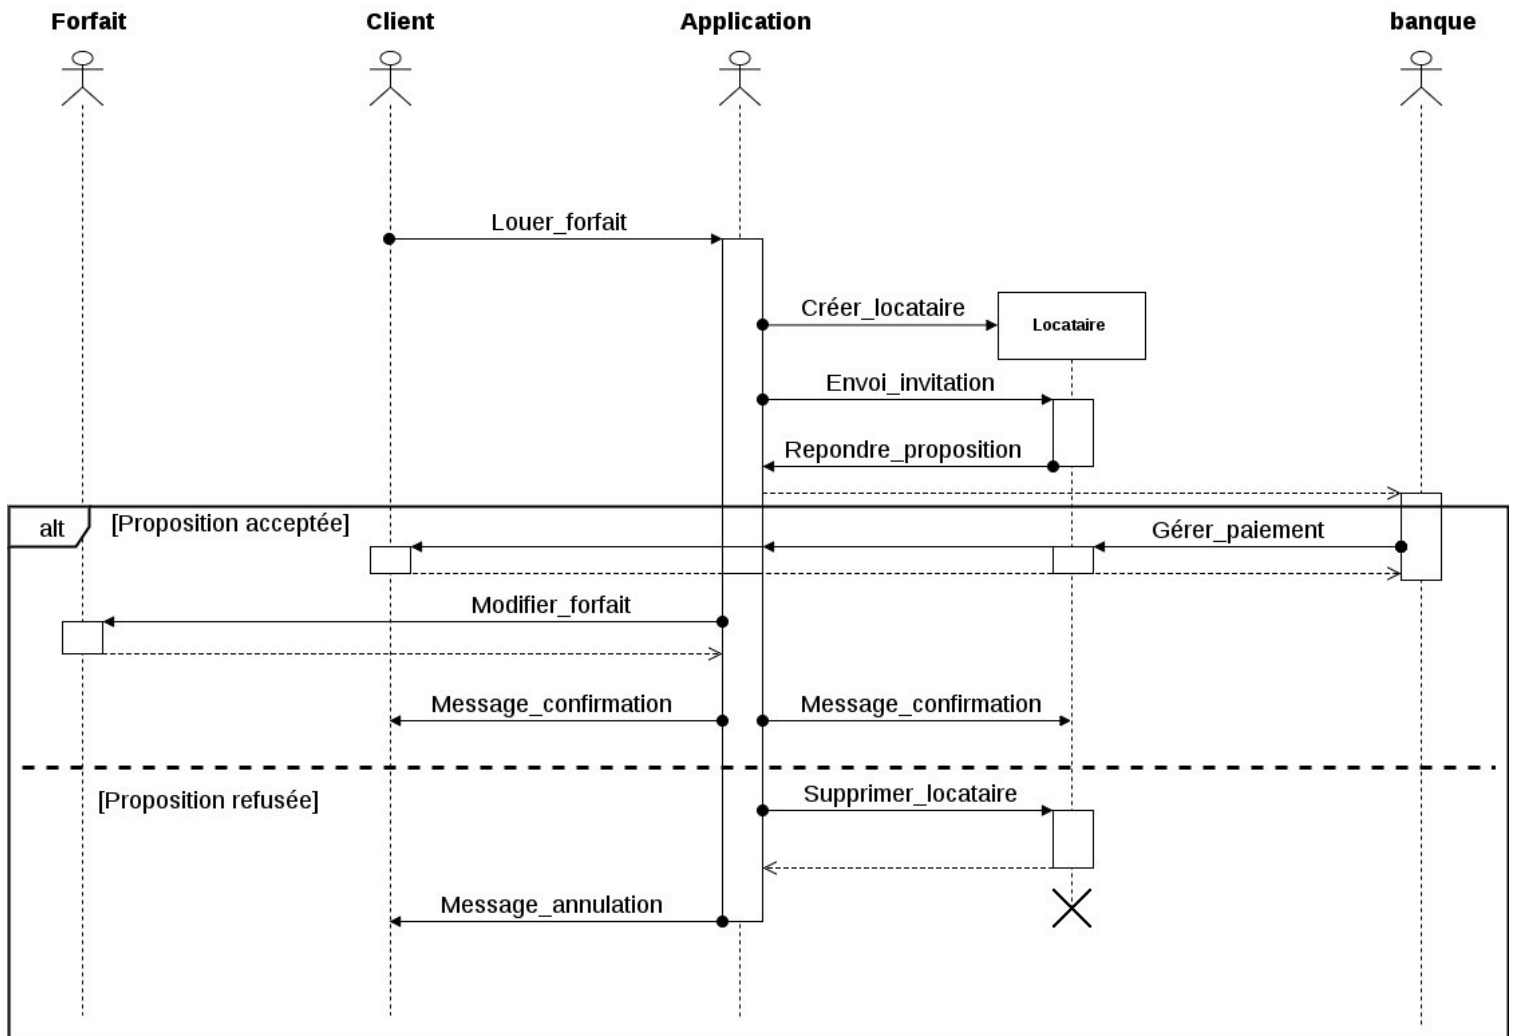 Forfait
Client
Application
banque
Louer_forfait
Créer_locataire
Locataire
Envoi_invitation
Repondre_proposition
alt
[Proposition acceptée]
Gérer_paiement
Modifier_forfait
Message_confirmation
Message_confirmation
[Proposition refusée]
Supprimer_locataire
Message_annulation